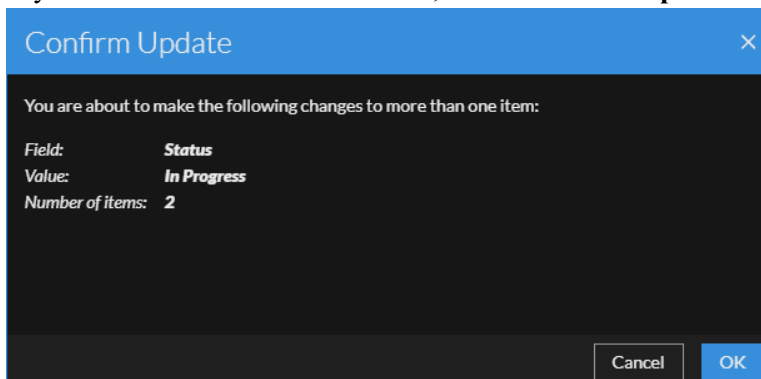 Confirm Update
You are about to make the following changes to more than one item:
Field: Status
Value: In Progress
Number of items: 2
Cancel OK